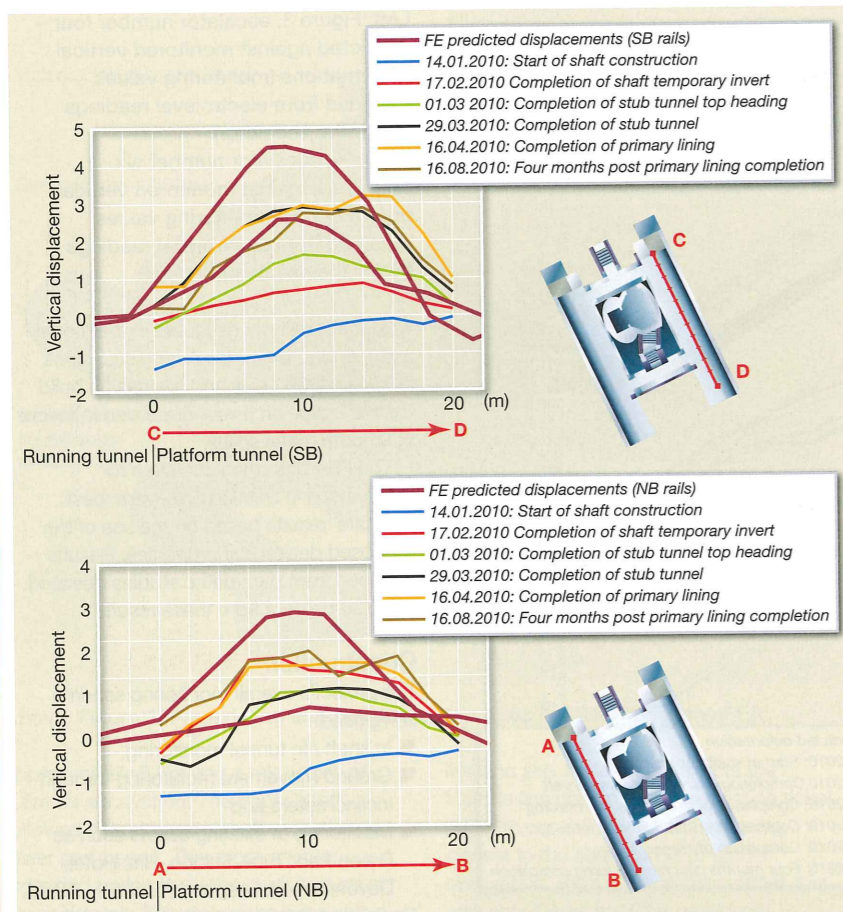 FE predicted displacements (SB rails)
14.01.2010: Start of shaft construction
17.02.2010 Completion of shaft temporary invert
01.03 2010: Completion of stub tunnel top heading
29.03.2010: Completion of stub tunnel
16.04.2010: Completion of primary lining
16.08.2010: Four months post primary lining completion
Vertical displacement
5
4
3
2
1
0
-1
-2
0
10
20
(m)
C
D
Running tunnel
Platform tunnel (SB)
C
D
FE predicted displacements (NB rails)
14.01.2010: Start of shaft construction
17.02.2010 Completion of shaft temporary invert
01.03 2010: Completion of stub tunnel top heading
29.03.2010: Completion of stub tunnel
16.04.2010: Completion of primary lining
16.08.2010: Four months post primary lining completion
Vertical displacement
4
3
2
1
0
-1
-2
0
10
20
(m)
A
B
Running tunnel
Platform tunnel (NB)
A
B